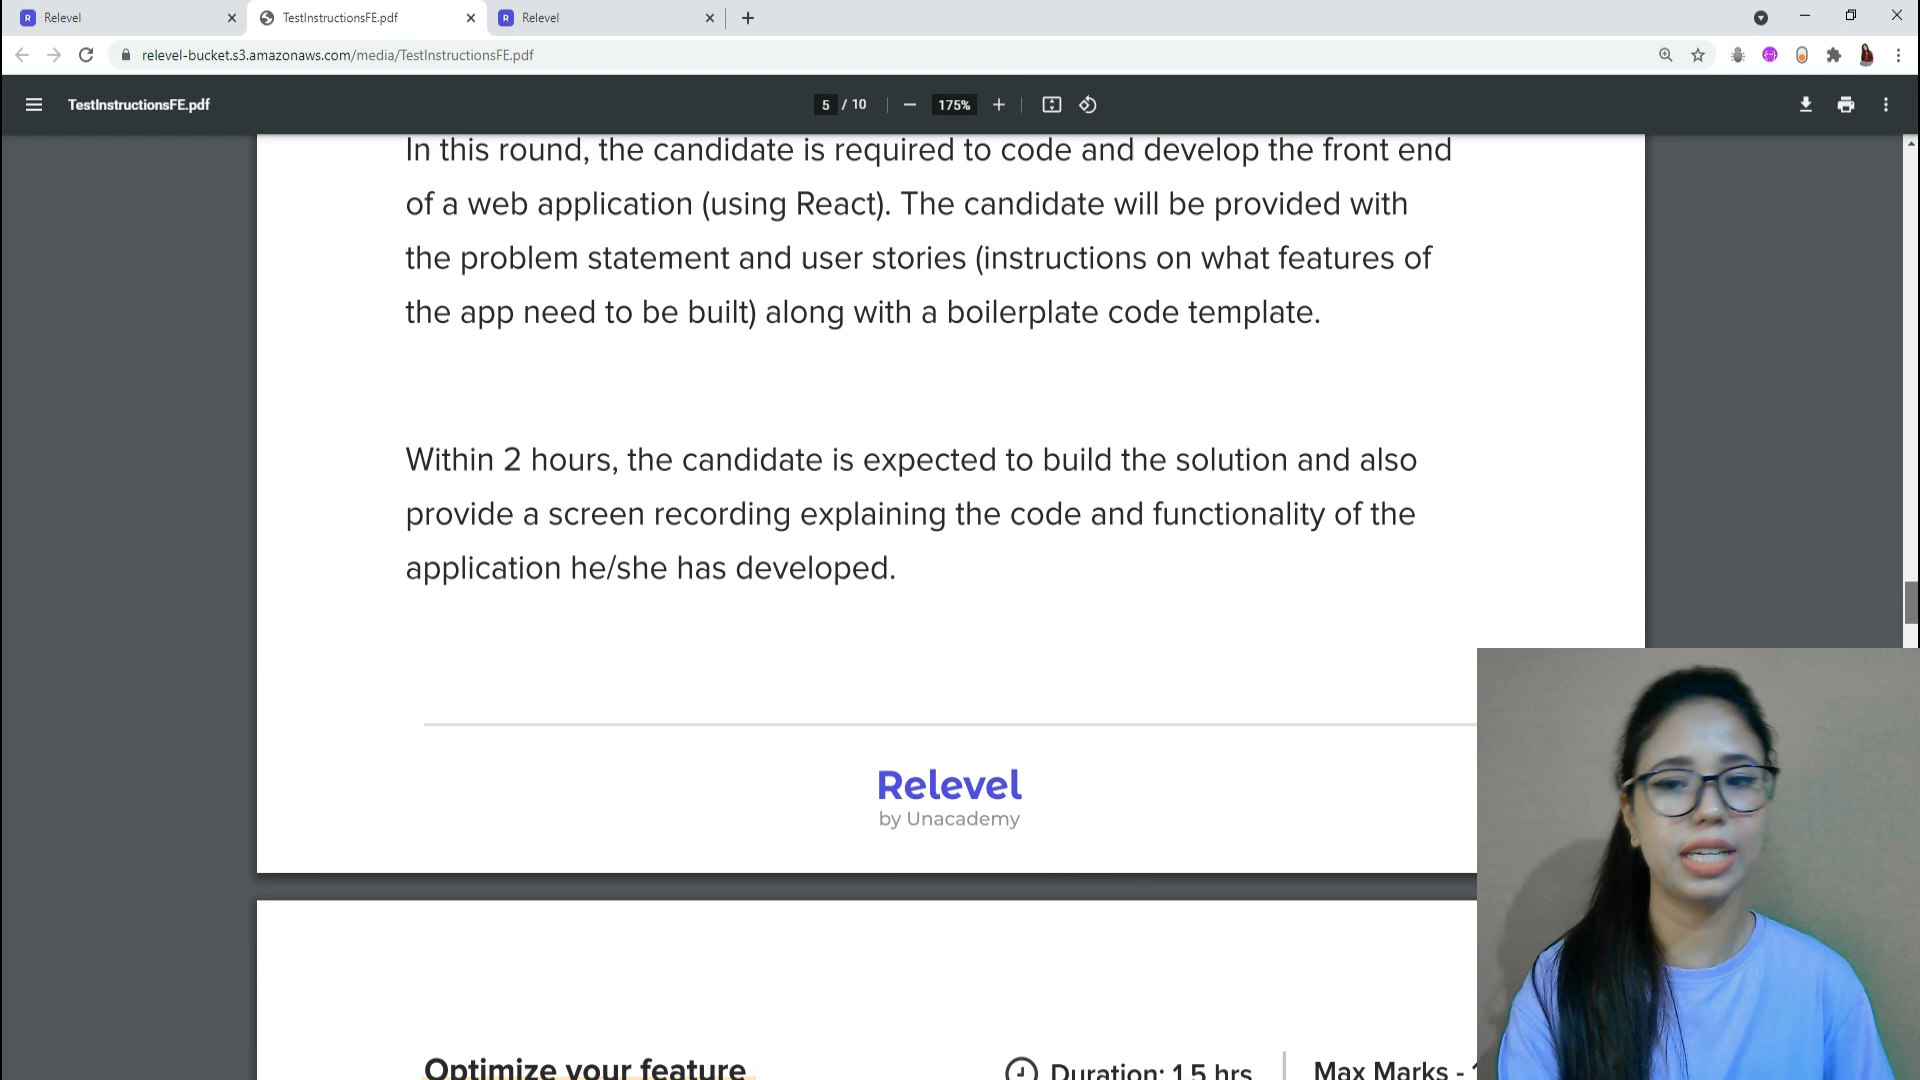 Relevel
TestInstructionsFE.pdf
Relevel
relevel-bucket.s3.amazonaws.com/media/TestInstructionsFE.pdf
TestInstructionsFE.pdf
5 / 10
175%
In this round, the candidate is required to code and develop the front end
of a web application (using React). The candidate will be provided with
the problem statement and user stories (instructions on what features of
the app need to be built) along with a boilerplate code template.
Within 2 hours, the candidate is expected to build the solution and also
provide a screen recording explaining the code and functionality of the
application he/she has developed.
Relevel
by Unacademy
Optimize your feature
Duration: 1.5 hrs
Max Marks -